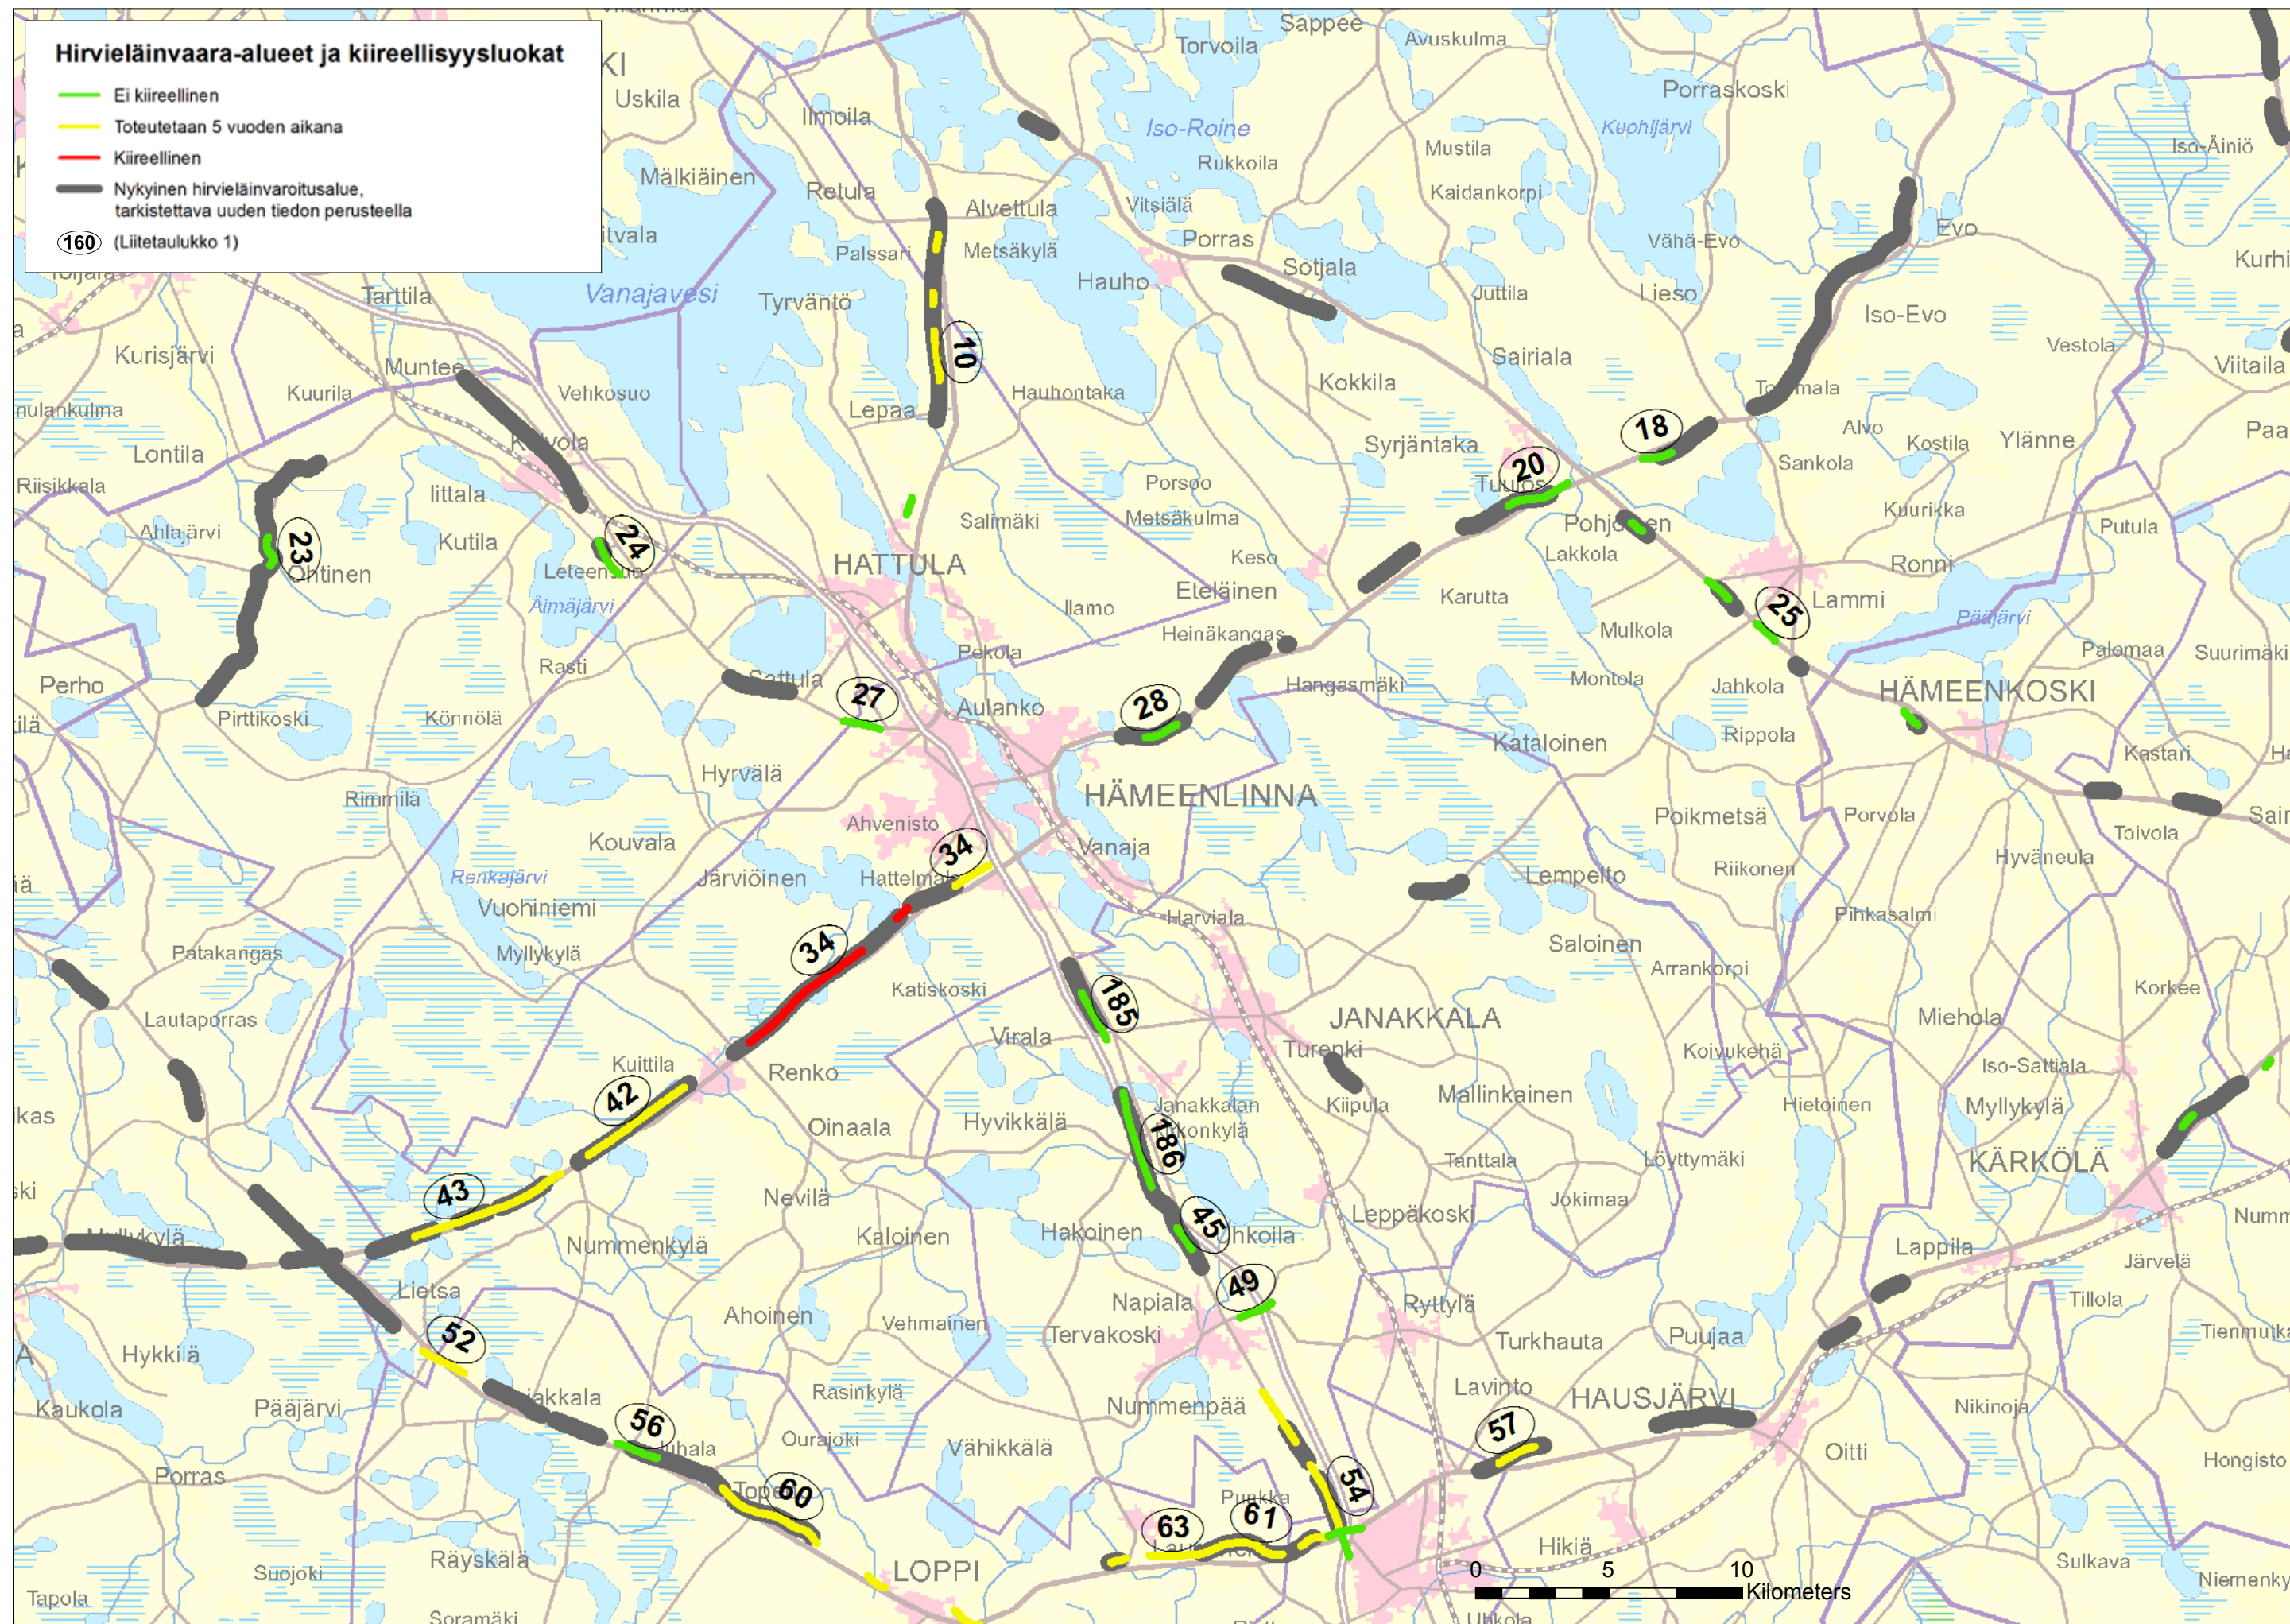 Hirvieläinvaara-alueet ja kiireellisyysluokat
Ei kiireellinen
Toteutetaan 5 vuoden aikana
Kiireellinen
Nykyinen hirvieläinvaroitusalue,
tarkistettava uuden tiedon perusteella
160 (Liitetaulukko 1)
Sappee
Torvoila
Avuskulma
KI
Uskila
Ilmoila
Iso-Roine
Porraskoski
Kuohijärvi
Iso-Äiniö
Mustila
Rukkoila
Mälkiäinen
Retula
Kaidankorpi
Alvettula
Vitsiälä
Evo
itvala
Palssari
Metsäkylä
Porras
Vähä-Evo
Kurhi
Sotjala
Hauho
Vanajavesi
Tarttila
Tyrväntö
Juttila
Lieso
Iso-Evo
Vestola
Kurisjärvi
Muntee
10
Sairiala
Viitaila
Kuurila
Vehkosuo
Hauhontaka
Kokkila
nulankulma
Lepaa
Alvo
18
Kostila
Ylänne
Paa
Lontila
Syrjäntaka
Sankola
20
Riisikkala
Iittala
Porsoo
Tuulos
Kuurikka
Salimäki
Metsäkulma
Putula
Ahlajärvi
Kutila
24
23
Lakkola
Keso
HATTULA
Ronni
Ohtinen
Leteensuo
Eteläinen
Karutta
Lammi
25
Äimäjärvi
Ilamo
Pääjärvi
Heinäkangas
Mulkola
Pekola
Palomaa
Suurimäki
Rasti
Sattula
Perho
Hangasmäki
Montola
Jahkola
HÄMEENKOSKI
27
28
Aulanko
Pirttikoski
Könnölä
Kataloinen
Rippola
Kastari
Hyrvälä
HÄMEENLINNA
Rimmilä
Poikmetsä
Porvola
Ahvenisto
Toivola
Kouvala
Vanaja
34
Hyväneula
Renkajärvi
Järviöinen
Riikonen
Lempelto
Vuohiniemi
Harviala
Pihkasalmi
34
Saloinen
Patakangas
Myllykylä
Arrankorpi
Katiskoski
Korkee
185
Lautaporras
JANAKKALA
Miehola
Virala
Turenki
Koivukehä
Kuittila
Renko
Iso-Sattiala
Mallinkainen
42
Janakkalan
Kiipula
Hietoinen
Myllykylä
Hyvikkälä
Oinaala
186
KÄRKÖLÄ
Tanttala
Löyttymäki
43
Nevilä
Jokimaa
Leppäkoski
45
Hakoinen
Kaloinen
Nummenkylä
Lappila
Järvelä
Lietsa
49
Napiala
Ryttylä
Tillola
Ahoinen
Vehmainen
Tervakoski
Turkhauta
Puujaa
52
Hykkilä
Lavinto
HAUSJÄRVI
Rasinkylä
Kaukola
Pääjärvi
Nummenpää
Nikinoja
56
57
Ourajoki
Vähikkälä
Oitti
Hongisto
Porras
54
60
Punkka
61
63
Hikiä
Räyskälä
Suojoki
LOPPI
Sulkava
Tapola
0 5 10
Kilometers